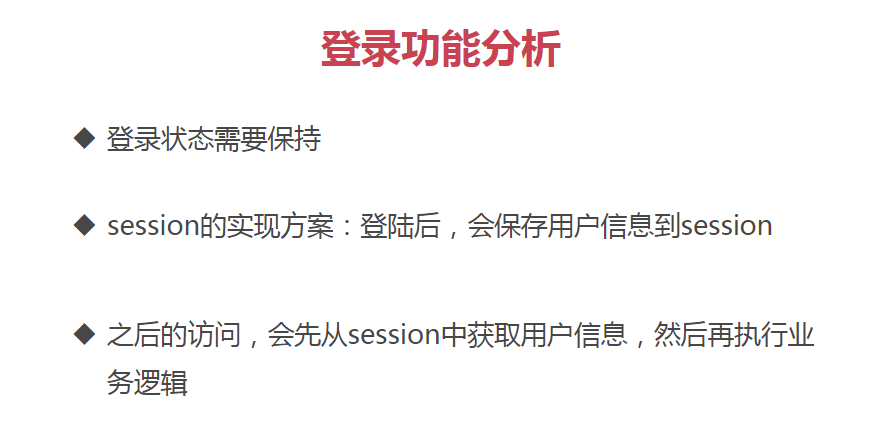 登录功能分析
◆ 登录状态需要保持
◆ session的实现方案：登陆后，会保存用户信息到session
◆ 之后的访问，会先从session中获取用户信息，然后再执行业
务逻辑